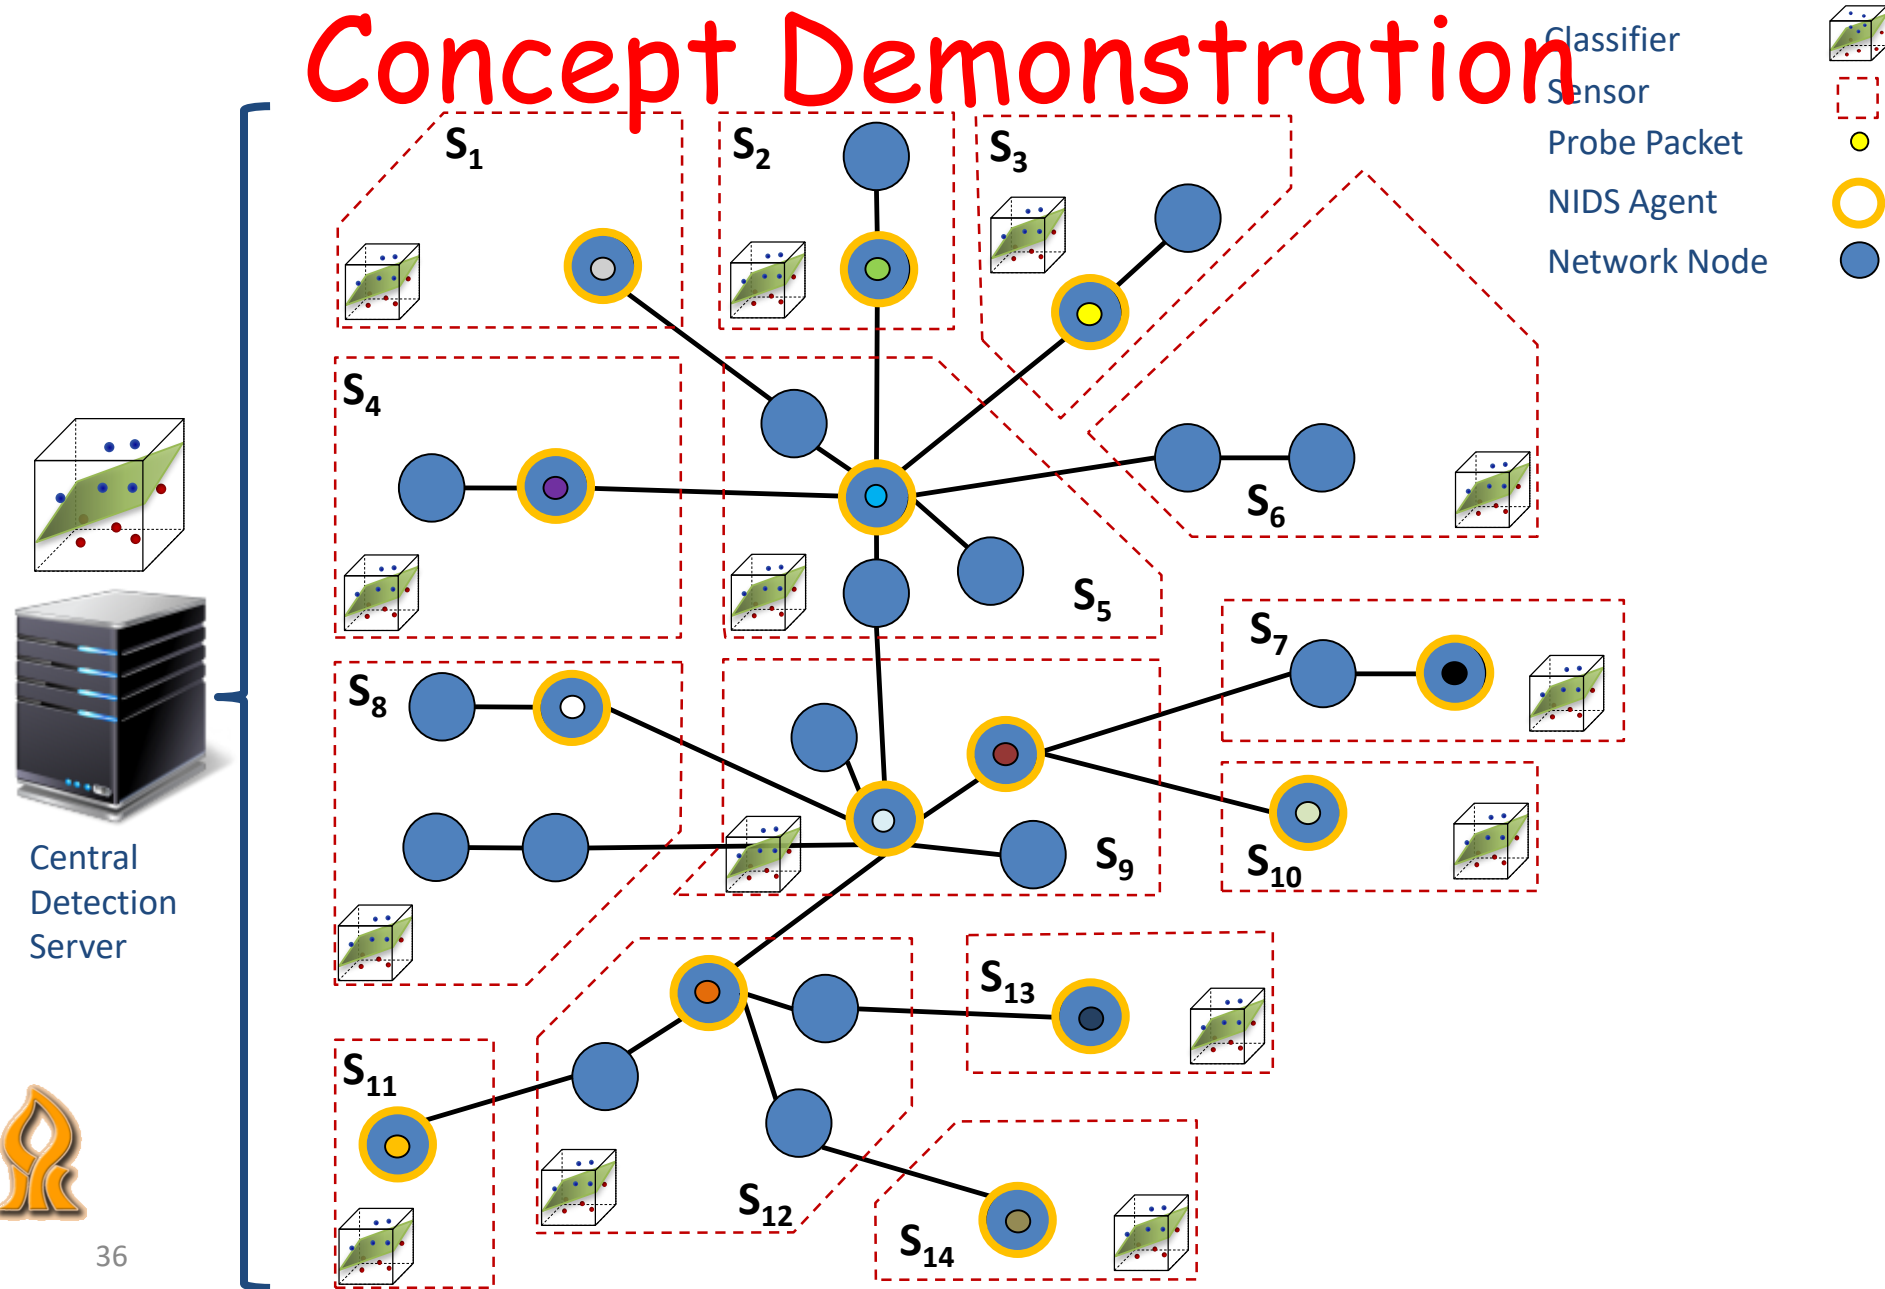 Concept Demonstration
Classifier
Sensor
Probe Packet
NIDS Agent
Network Node
S1
S2
S3
S4
S5
S6
S7
S8
S9
S10
S11
S12
S13
S14
Central
Detection
Server
36